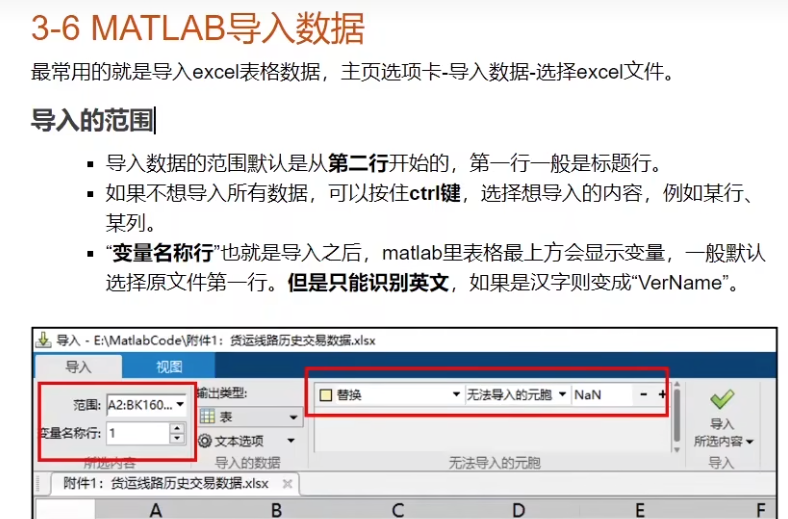 3-6 MATLAB导入数据
最常用的就是导入excel表格数据，主页选项卡-导入数据-选择excel文件。
导入的范围
▪ 导入数据的范围默认是从第二行开始的，第一行一般是标题行。
▪ 如果不想导入所有数据，可以按住ctrl键，选择想导入的内容，例如某行、
某列。
▪ “变量名称行”也就是导入之后，matlab里表格最上方会显示变量，一般默认
选择原文件第一行。但是只能识别英文，如果是汉字则变成“VerName”。
导入 - E:\MatlabCode\附件1：货运线路历史交易数据.xlsx
导入 视图
范围: A2:BK160... 输出类型: 替换 无法导入的元胞 NaN - +
表 导入
变量名称行: 1 文本选项 所选内容
所选内容 导入的数据 无法导入的元胞 导入
附件1：货运线路历史交易数据.xlsx ×
A B C D E F